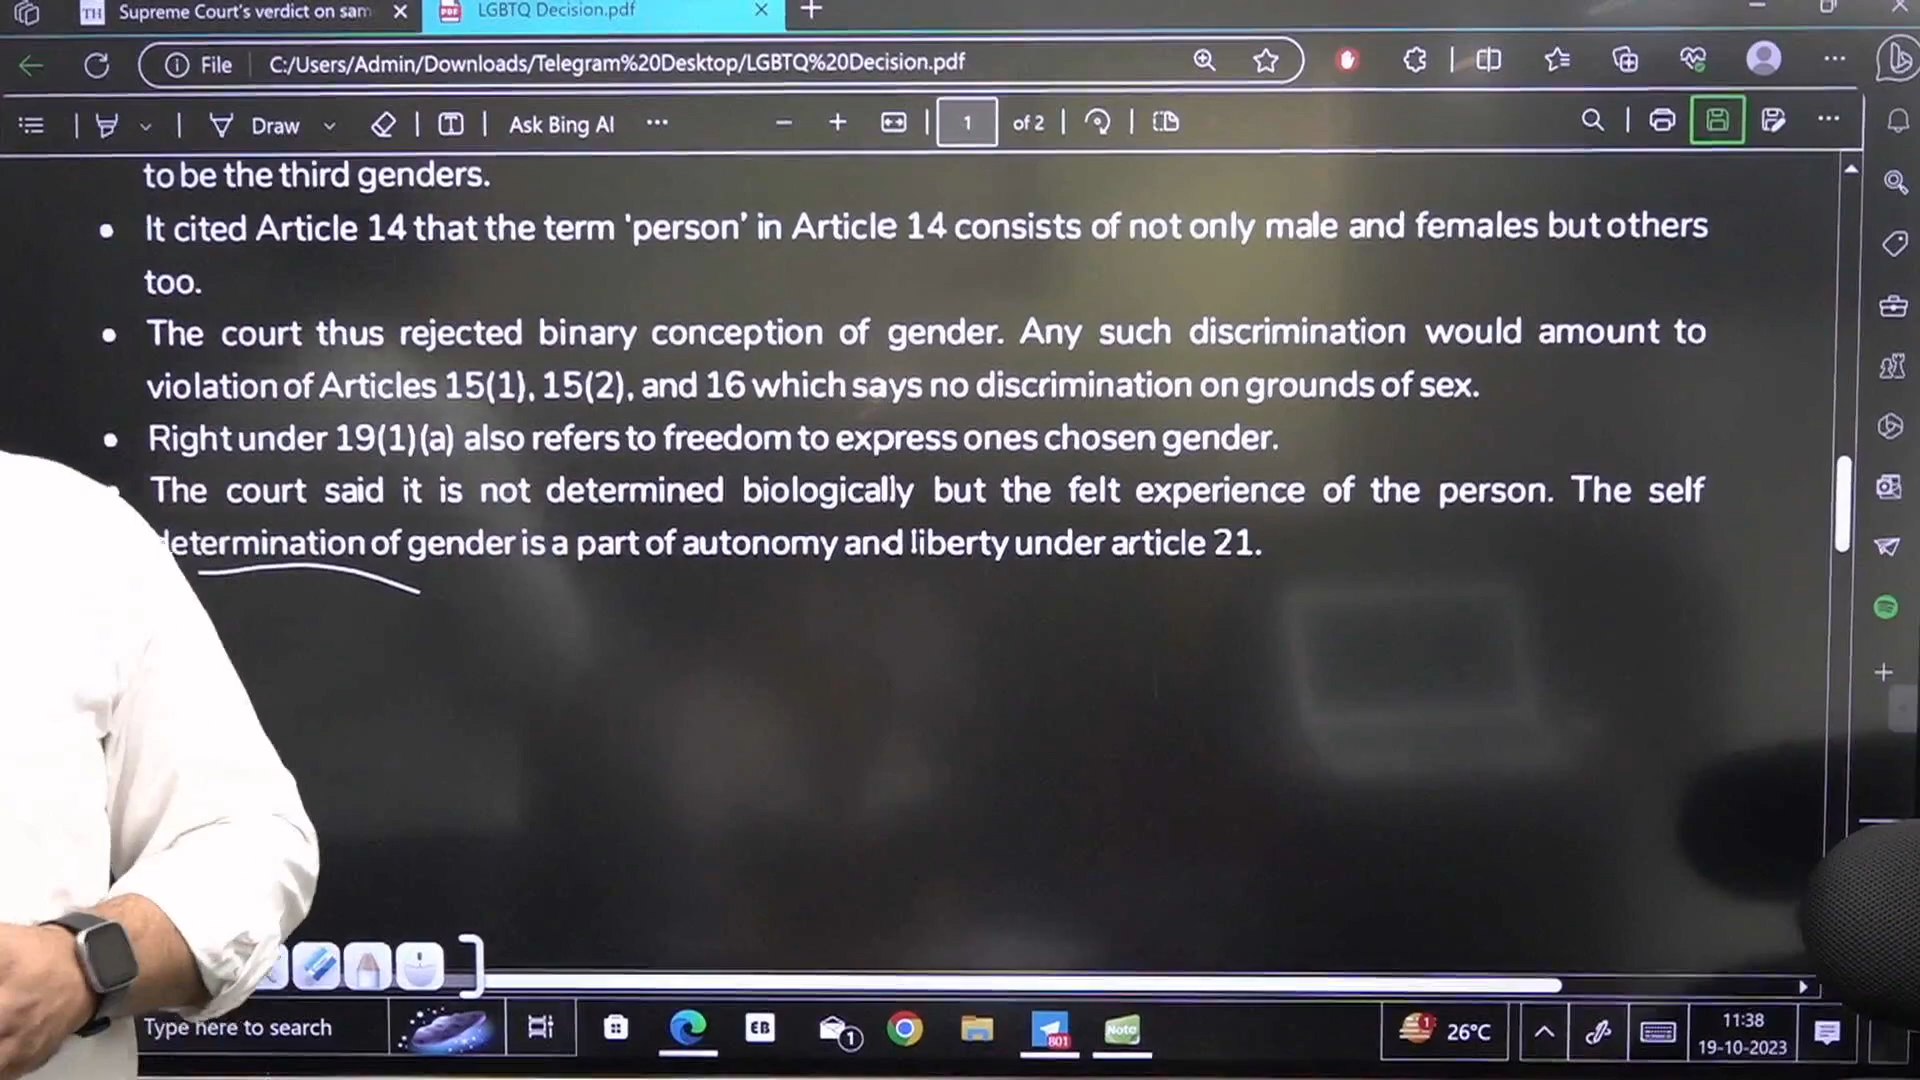 Supreme Court's verdict on sam
LGBTQ Decision.pdf
File C:/Users/Admin/Downloads/Telegram%20Desktop/LGBTQ%20Decision.pdf
Draw Ask Bing AI 1 of 2
to be the third genders.
• It cited Article 14 that the term 'person' in Article 14 consists of not only male and females but others
too.
• The court thus rejected binary conception of gender. Any such discrimination would amount to
violation of Articles 15(1), 15(2), and 16 which says no discrimination on grounds of sex.
• Right under 19(1)(a) also refers to freedom to express ones chosen gender.
The court said it is not determined biologically but the felt experience of the person. The self
determination of gender is a part of autonomy and liberty under article 21.
Type here to search
EB
1
801
Note
1
26°C
11:38
19-10-2023